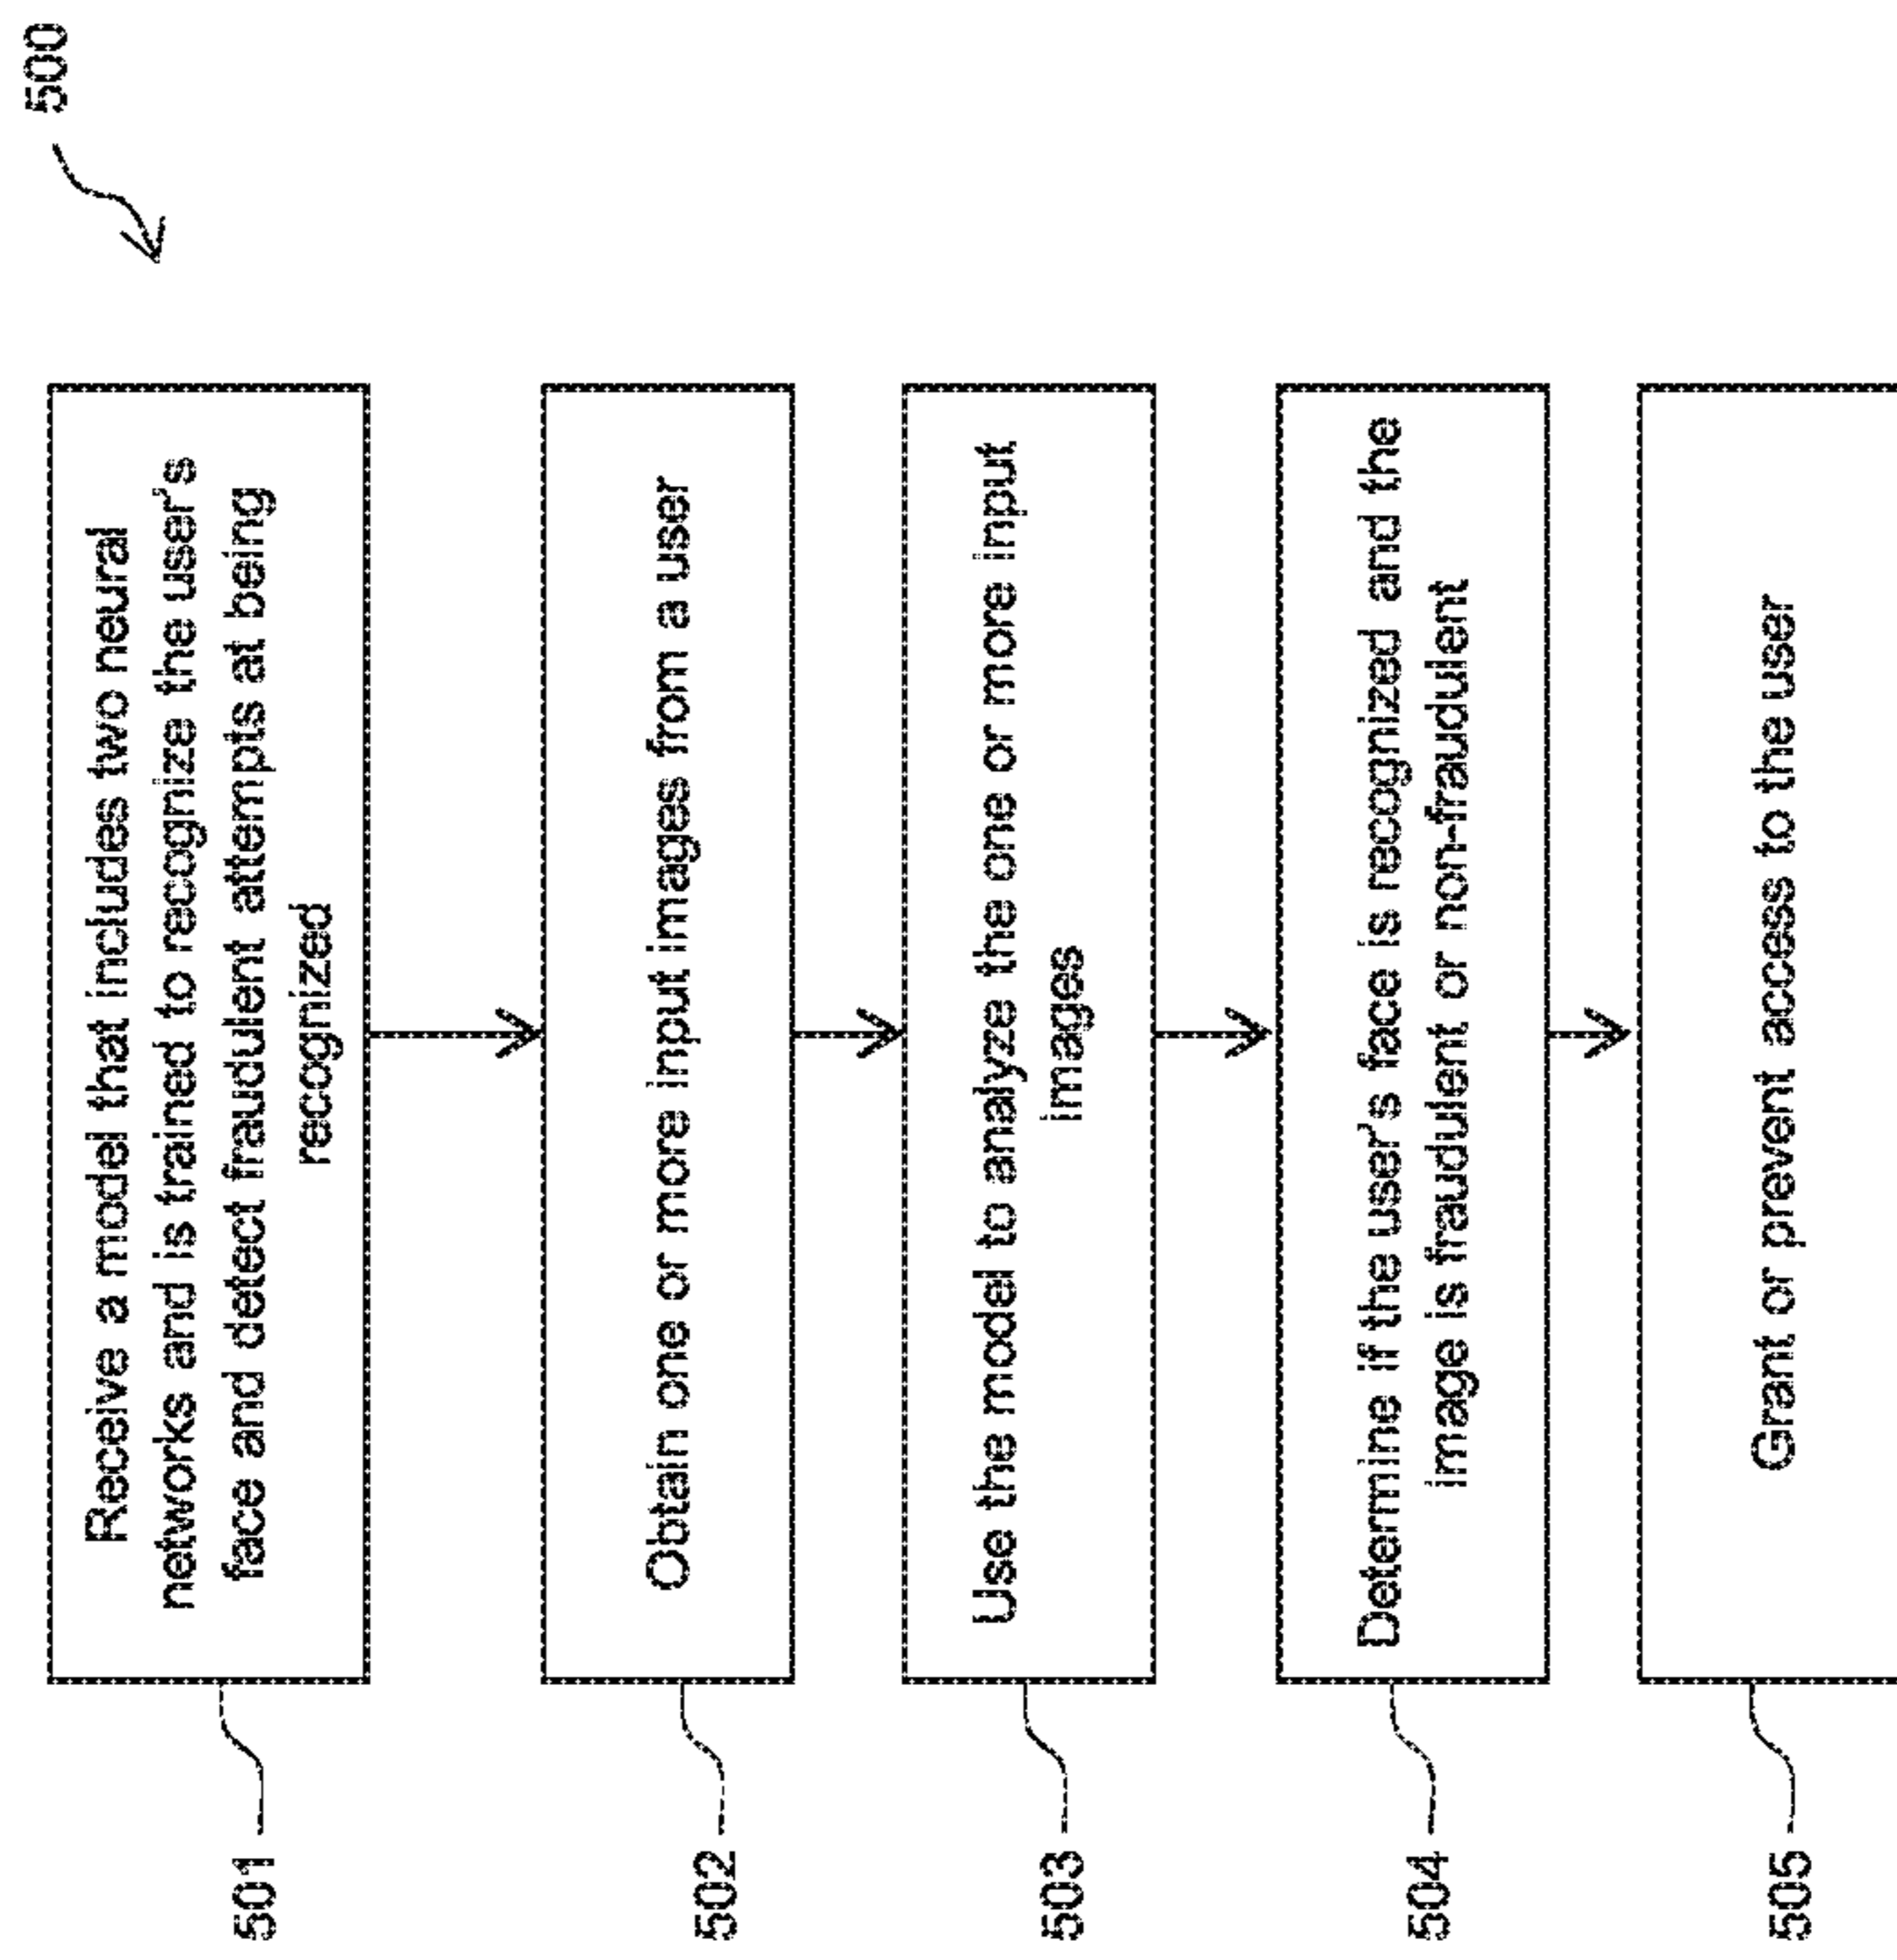 500
501
Receive a model that includes two neural
networks and is trained to recognize the user's
face and detect fraudulent attempts at being
recognized
502
Obtain one or more input images from a user
503
Use the model to analyze the one or more input
images
504
Determine if the user's face is recognized and the
image is fraudulent or non-fraudulent
505
Grant or prevent access to the user